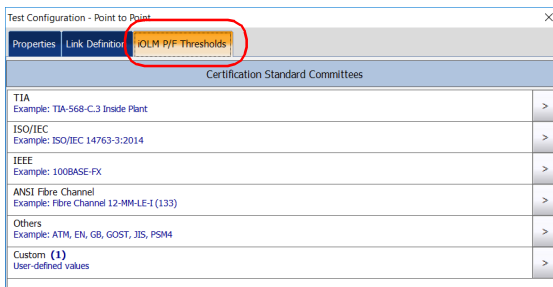 Test Configuration - Point to Point
Properties Link Definition iOLM P/F Thresholds
Certification Standard Committees
TIA
Example: TIA-568-C.3 Inside Plant
>
ISO/IEC
Example: ISO/IEC 14763-3:2014
>
IEEE
Example: 100BASE-FX
>
ANSI Fibre Channel
Example: Fibre Channel 12-MM-LE-I (133)
>
Others
Example: ATM, EN, GB, GOST, JIS, PSM4
>
Custom (1)
User-defined values
>